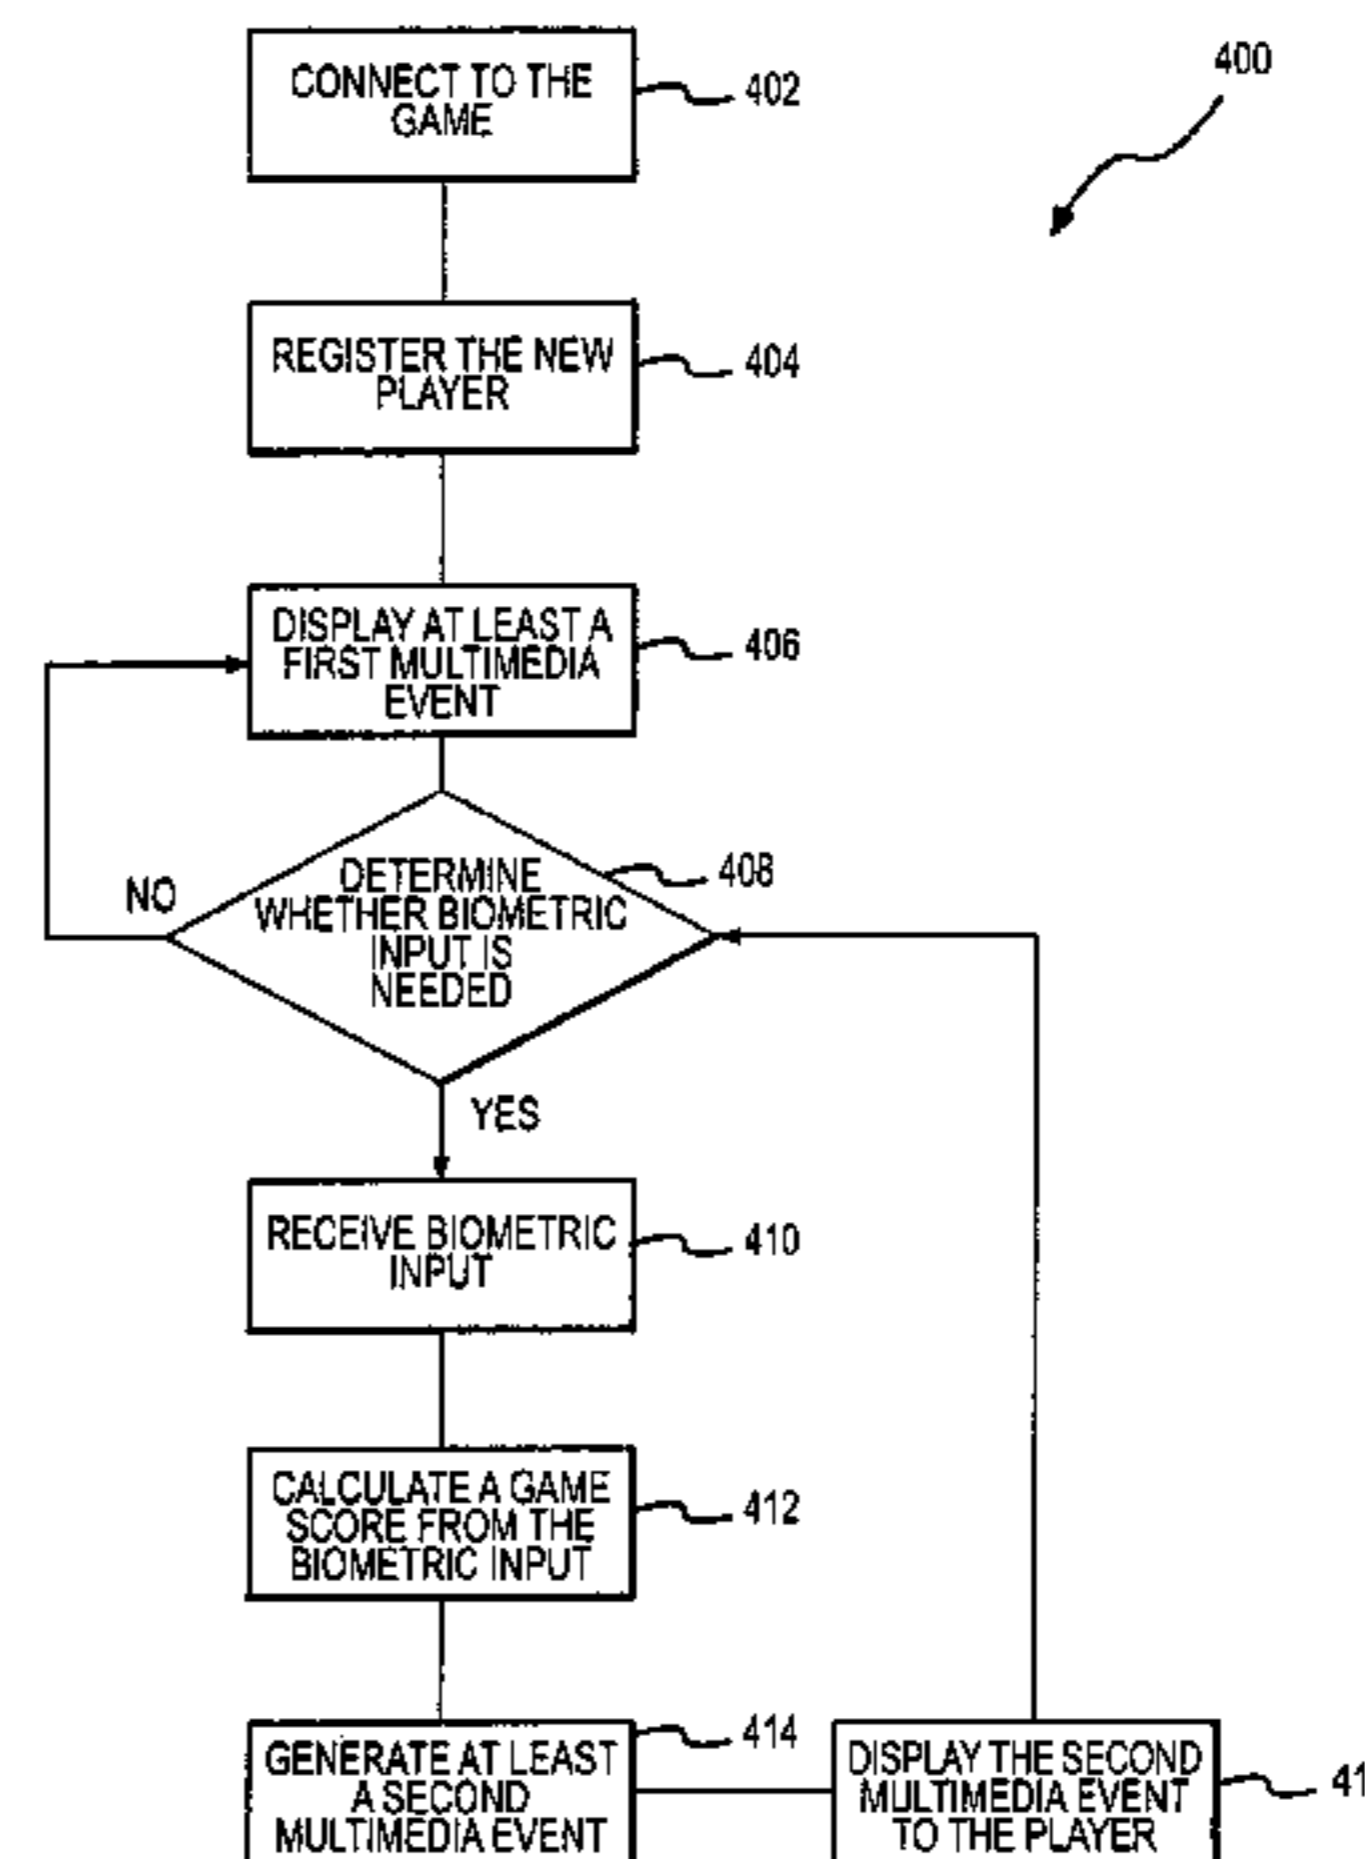 CONNECT TO THE
GAME
402
400
REGISTER THE NEW
PLAYER
404
DISPLAY AT LEAST A
FIRST MULTIMEDIA
EVENT
406
NO
DETERMINE
WHETHER BIOMETRIC
INPUT IS
NEEDED
408
YES
RECEIVE BIOMETRIC
INPUT
410
CALCULATE A GAME
SCORE FROM THE
BIOMETRIC INPUT
412
GENERATE AT LEAST
A SECOND
MULTIMEDIA EVENT
414
DISPLAY THE SECOND
MULTIMEDIA EVENT
TO THE PLAYER